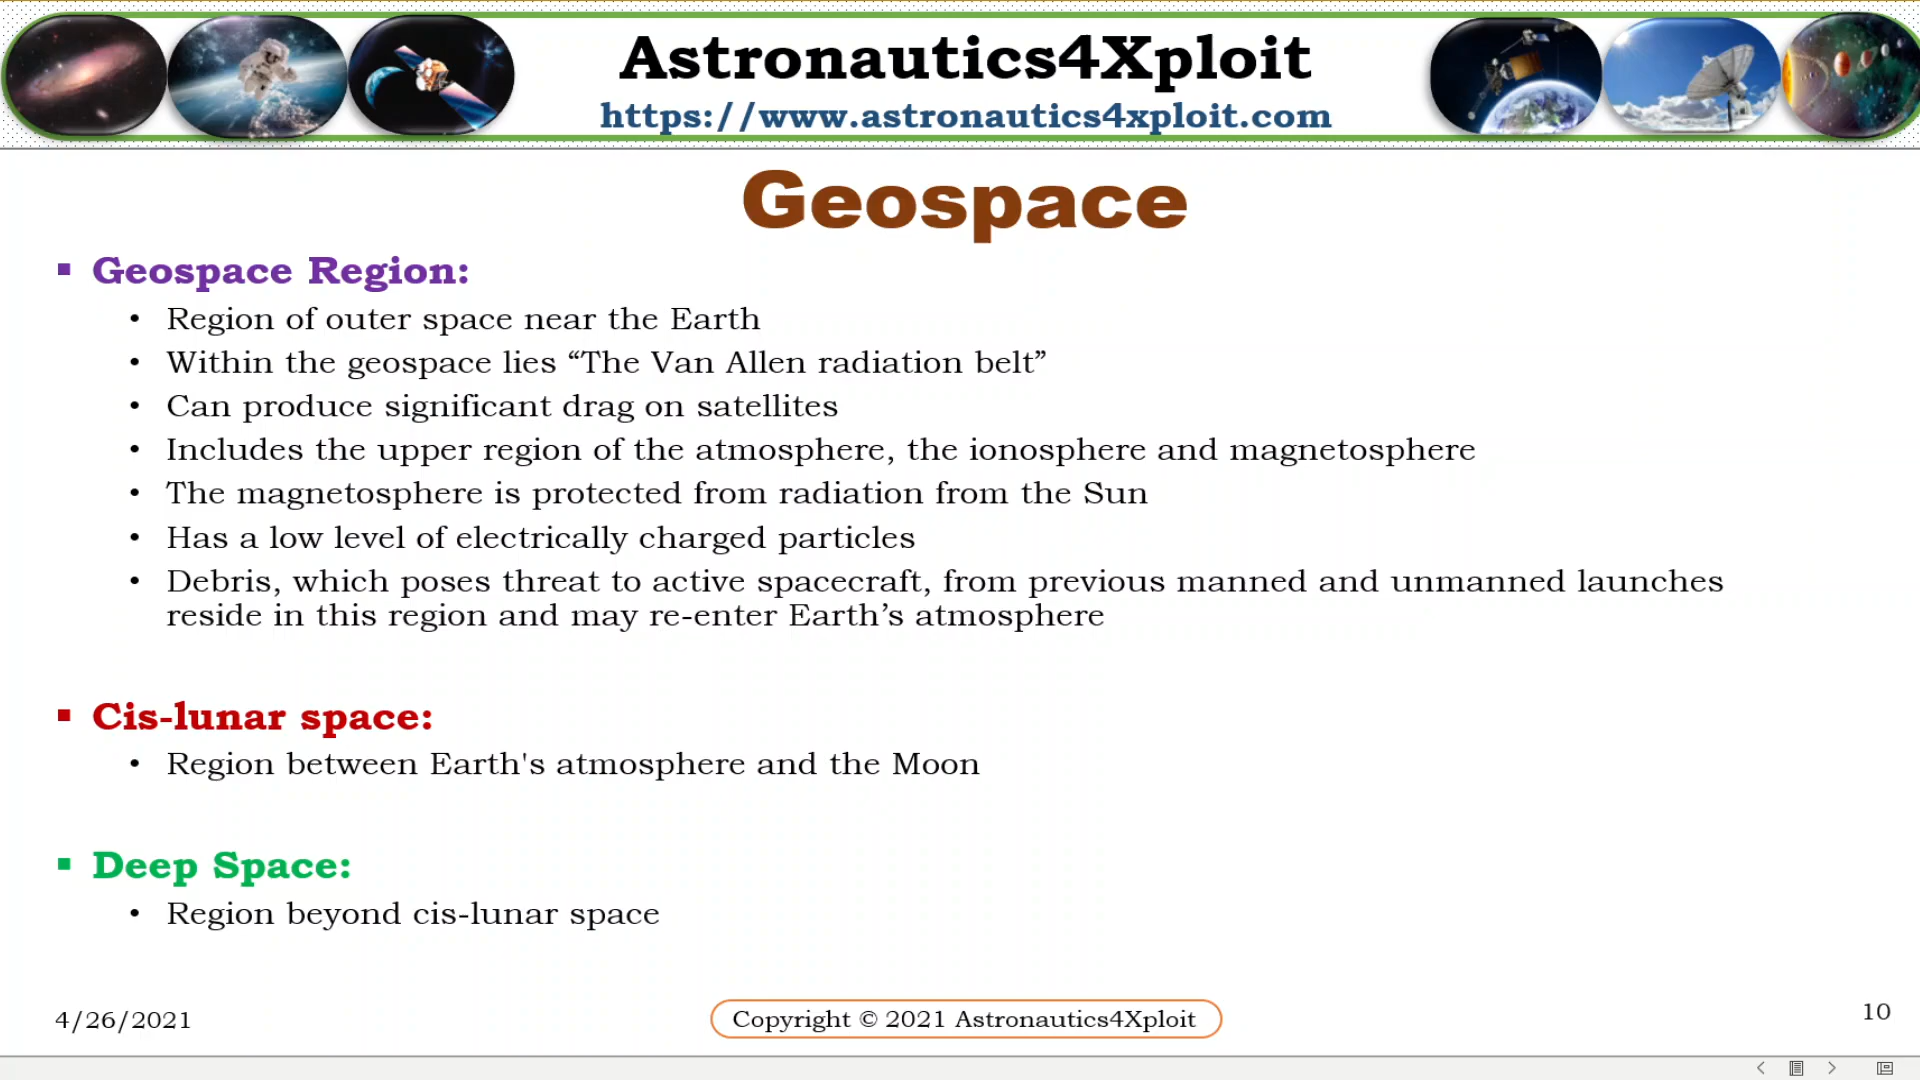 Astronautics4Xploit
https://www.astronautics4xploit.com
Geospace
▪ Geospace Region:
• Region of outer space near the Earth
• Within the geospace lies “The Van Allen radiation belt”
• Can produce significant drag on satellites
• Includes the upper region of the atmosphere, the ionosphere and magnetosphere
• The magnetosphere is protected from radiation from the Sun
• Has a low level of electrically charged particles
• Debris, which poses threat to active spacecraft, from previous manned and unmanned launches
reside in this region and may re-enter Earth’s atmosphere
▪ Cis-lunar space:
• Region between Earth's atmosphere and the Moon
▪ Deep Space:
• Region beyond cis-lunar space
4/26/2021
Copyright © 2021 Astronautics4Xploit
10